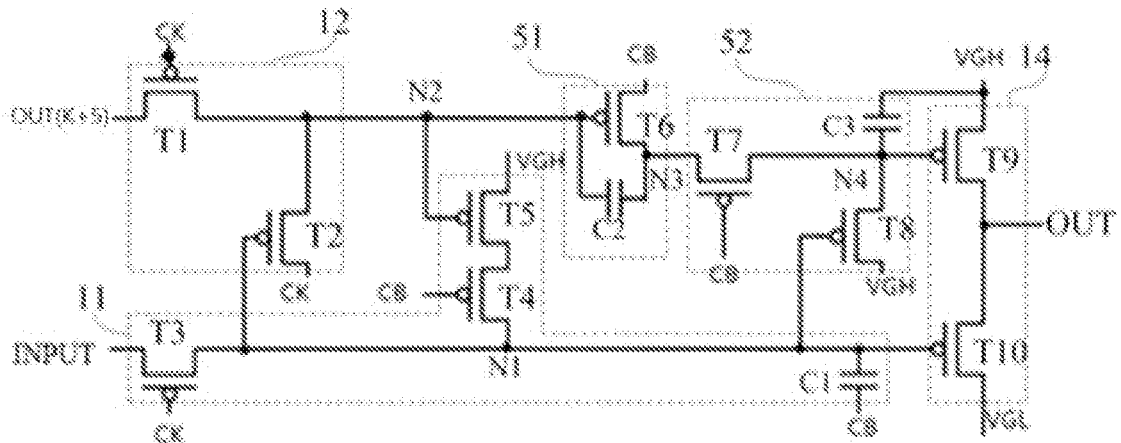 CK
12
51
CB
52
VGH
14
OUT(K+5)
T1
N2
T6
T7
C3
T9
VGH
N3
N4
T2
T5
C2
T8
OUT
CK
CB
T4
CB
VGH
11
T3
INPUT
N1
C1
T10
CK
CB
VGL